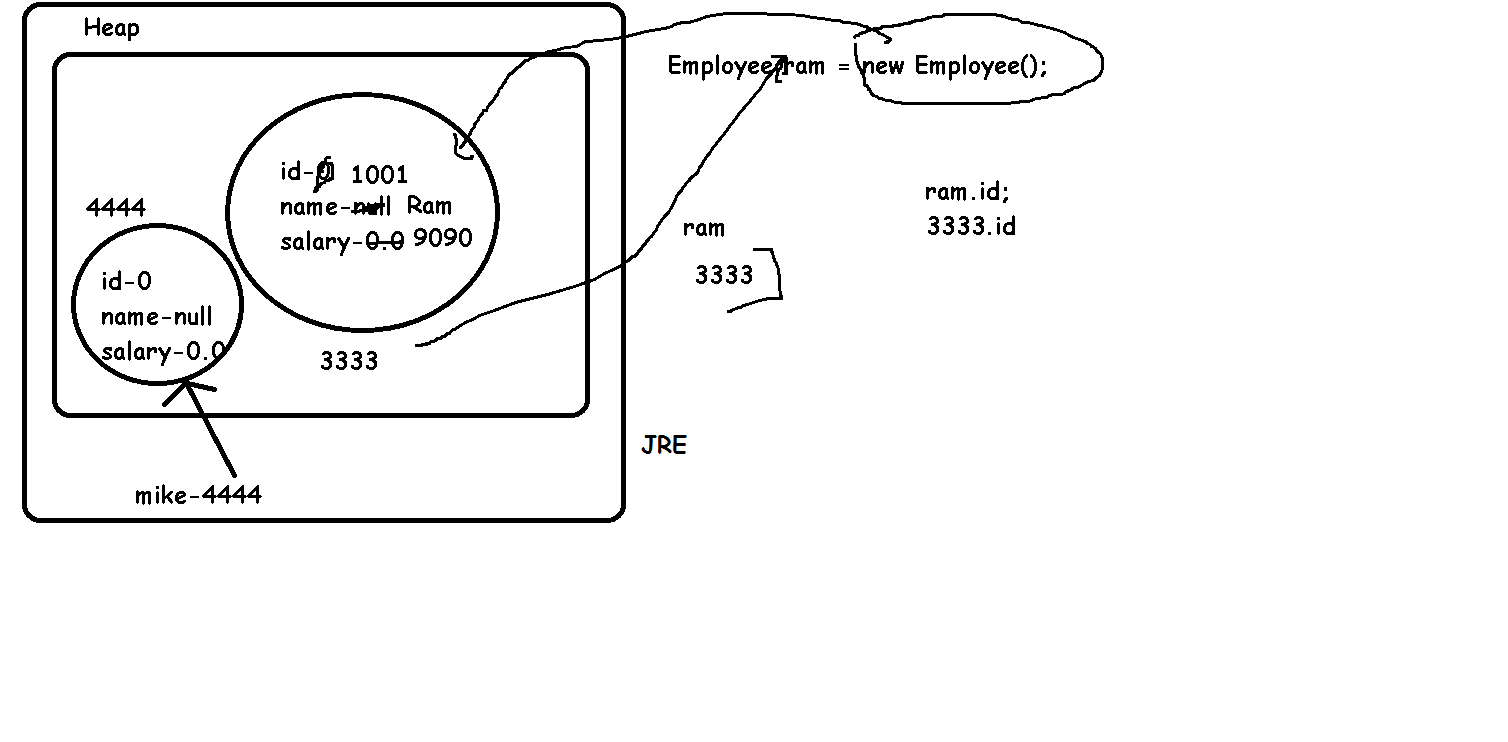 Heap
Employee ram = new Employee();
id-0 1001
name-null Ram
salary-0.0 9090
4444
id-0
name-null
salary-0.0
3333
mike-4444
JRE
ram
3333
ram.id;
3333.id